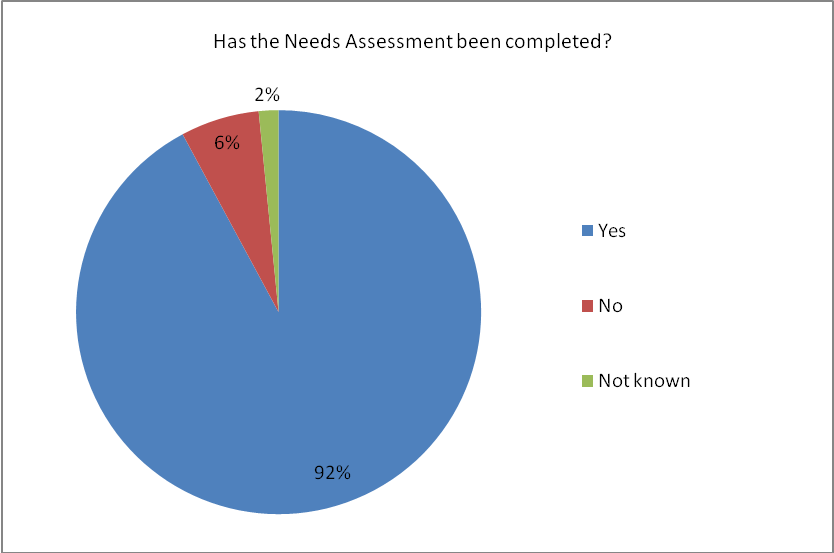 Has the Needs Assessment been completed?
2%
6%
Yes
No
Not known
92%